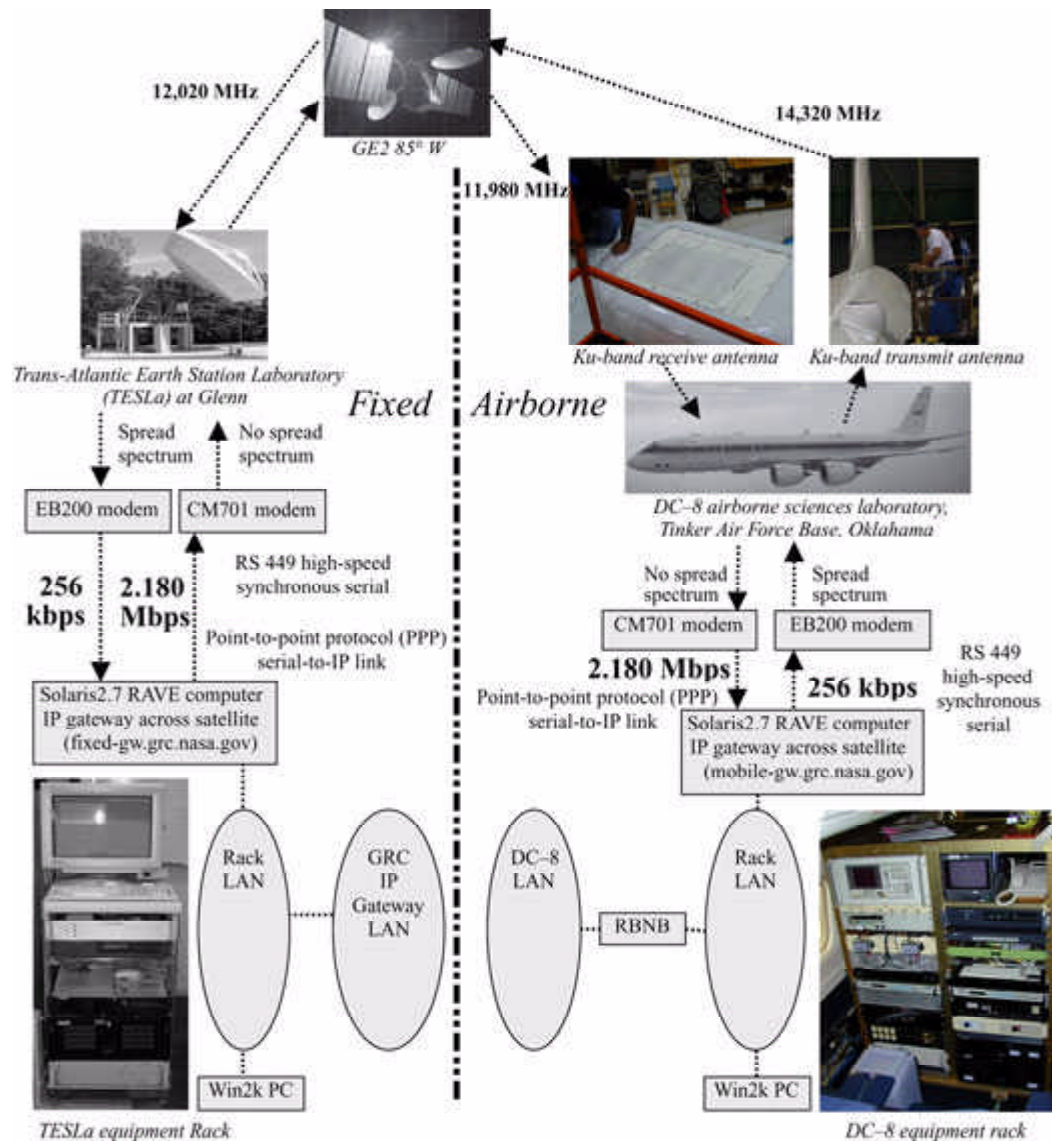 12,020 MHz
GE2 85° W
14,320 MHz
11,980 MHz
Trans-Atlantic Earth Station Laboratory
(TESLa) at Glenn
Ku-band receive antenna
Ku-band transmit antenna
Fixed
Airborne
Spread
spectrum
No spread
spectrum
EB200 modem
CM701 modem
256
kbps
2.180
Mbps
RS 449 high-speed
synchronous serial
Point-to-point protocol (PPP)
serial-to-IP link
Solaris2.7 RAVE computer
IP gateway across satellite
(fixed-gw.grc.nasa.gov)
Rack
LAN
GRC
IP
Gateway
LAN
Win2k PC
TESLa equipment Rack
DC–8 airborne sciences laboratory,
Tinker Air Force Base, Oklahoma
No spread
spectrum
Spread
spectrum
CM701 modem
EB200 modem
2.180 Mbps
Point-to-point protocol (PPP)
serial-to-IP link
256 kbps
RS 449
high-speed
synchronous
serial
Solaris2.7 RAVE computer
IP gateway across satellite
(mobile-gw.grc.nasa.gov)
DC–8
LAN
RBNB
Rack
LAN
Win2k PC
DC–8 equipment rack